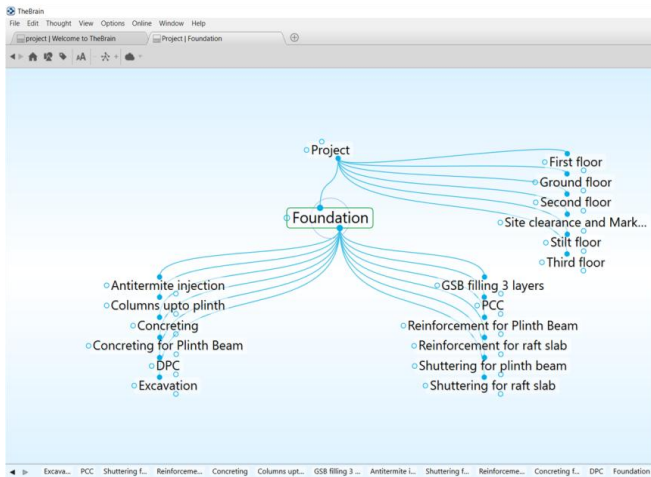 TheBrain
File Edit Thought View Options Online Window Help
project | Welcome to TheBrain Project | Foundation
Project
First floor
Ground floor
Second floor
Site clearance and Mark...
Stilt floor
Third floor
Foundation
Antitermite injection
Columns upto plinth
Concreting
Concreting for Plinth Beam
DPC
Excavation
GSB filling 3 layers
PCC
Reinforcement for Plinth Beam
Reinforcement for raft slab
Shuttering for plinth beam
Shuttering for raft slab
Excava... PCC Shuttering f... Reinforceme... Concreting Columns upt... GSB filling 3 ... Antitermite i... Shuttering f... Reinforceme... Concreting f... DPC Foundation